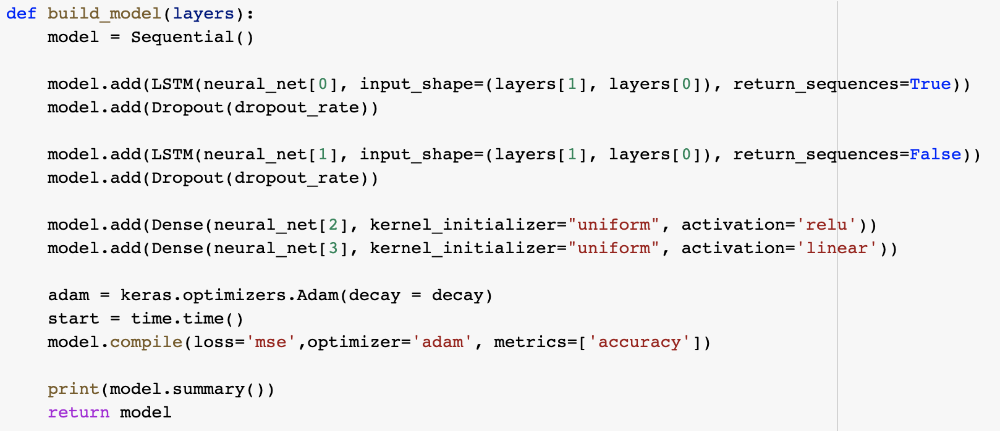 def build_model(layers):
    model = Sequential()

    model.add(LSTM(neural_net[0], input_shape=(layers[1], layers[0]), return_sequences=True))
    model.add(Dropout(dropout_rate))

    model.add(LSTM(neural_net[1], input_shape=(layers[1], layers[0]), return_sequences=False))
    model.add(Dropout(dropout_rate))

    model.add(Dense(neural_net[2], kernel_initializer="uniform", activation='relu'))
    model.add(Dense(neural_net[3], kernel_initializer="uniform", activation='linear'))

    adam = keras.optimizers.Adam(decay = decay)
    start = time.time()
    model.compile(loss='mse',optimizer='adam', metrics=['accuracy'])

    print(model.summary())
    return model